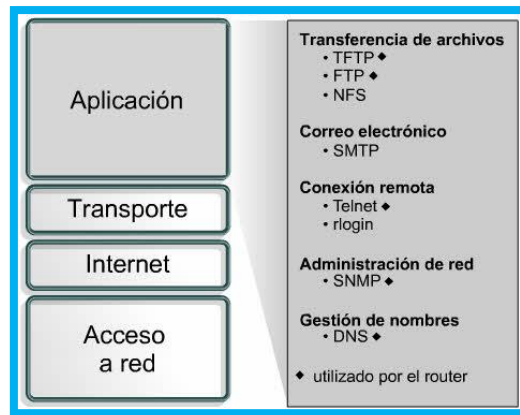 Aplicación
Transporte
Internet
Acceso
a red
Transferencia de archivos
• TFTP ◆
• FTP ◆
• NFS
Correo electrónico
• SMTP
Conexión remota
• Telnet ◆
• rlogin
Administración de red
• SNMP ◆
Gestión de nombres
• DNS ◆
◆ utilizado por el router